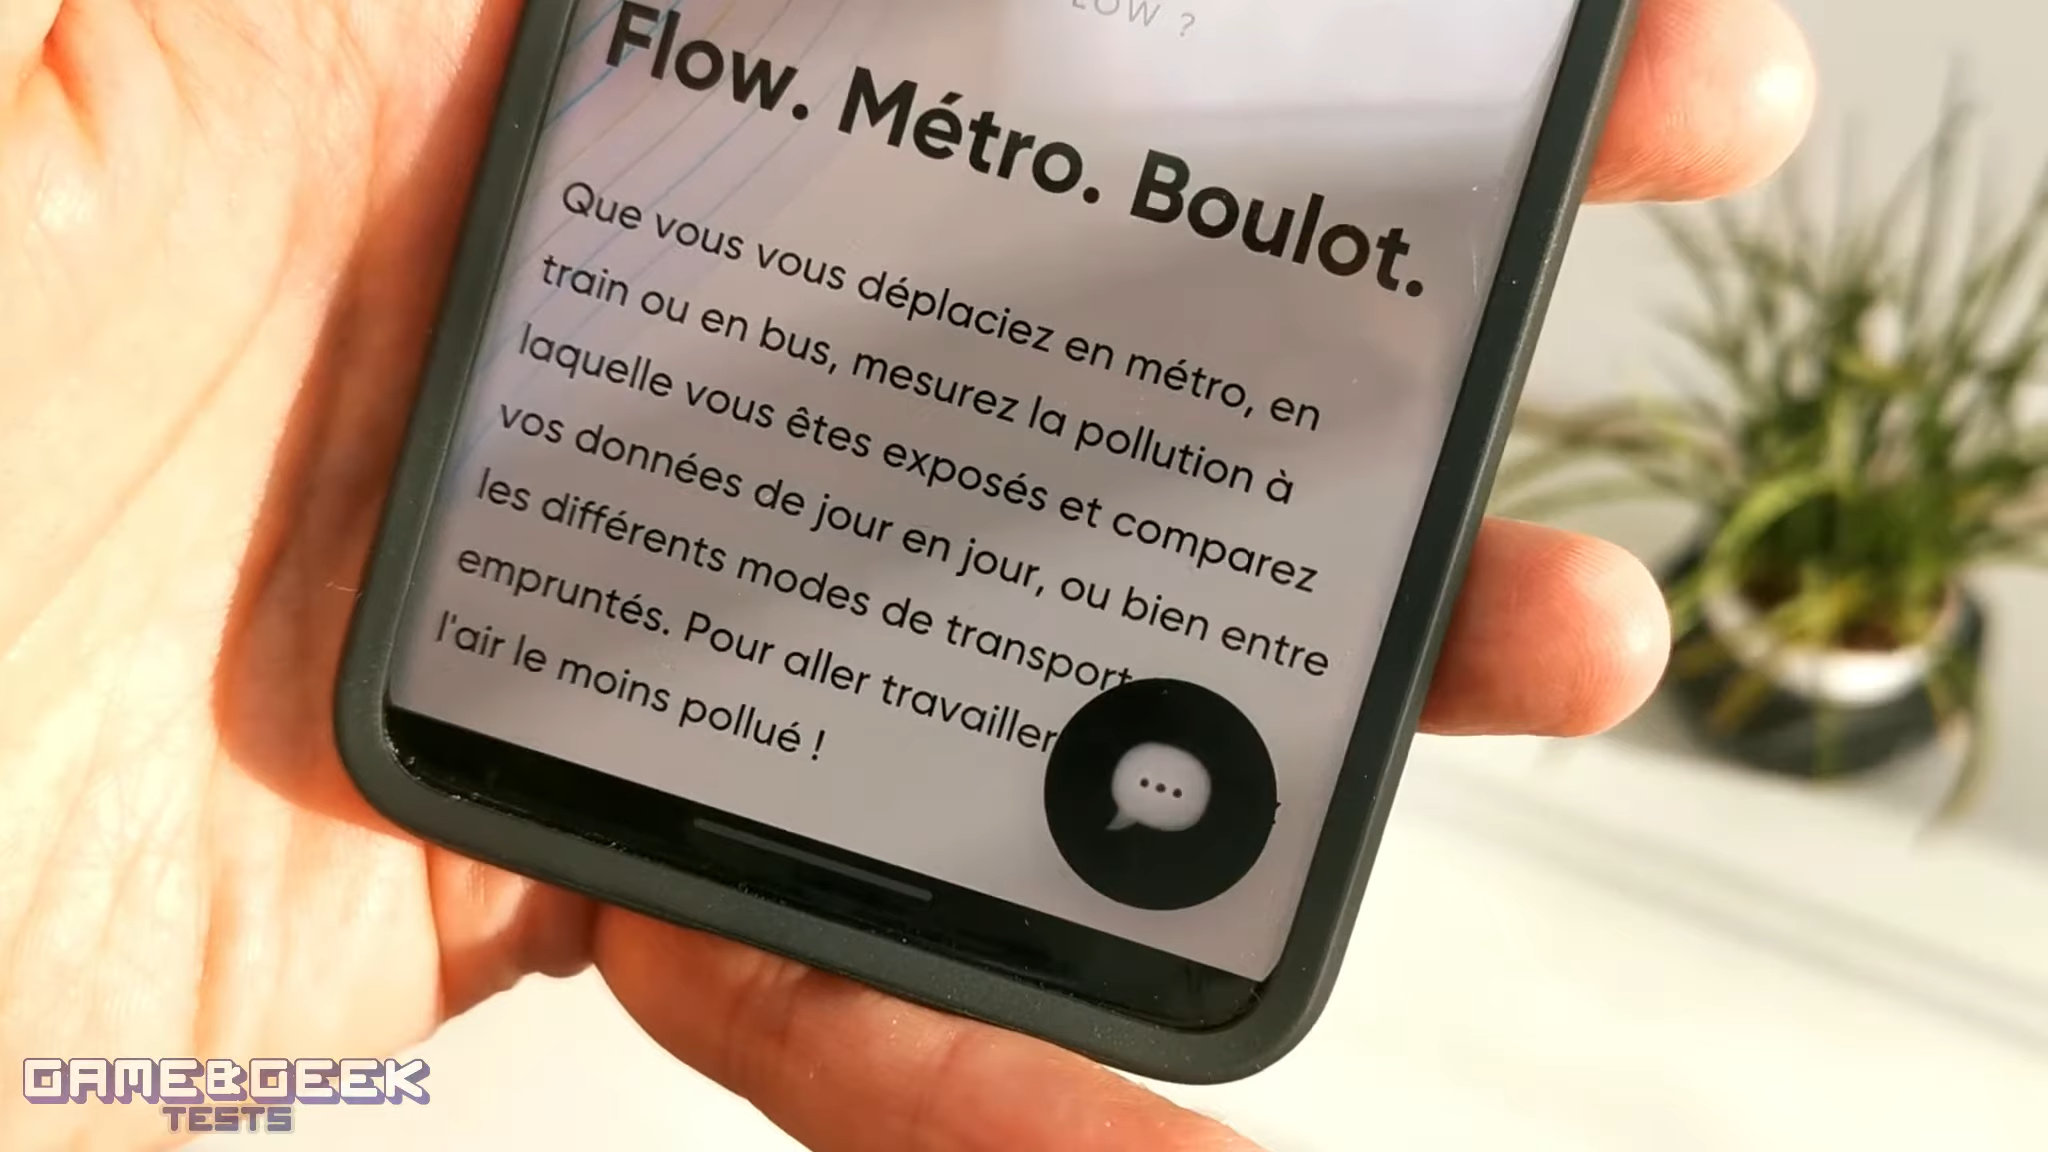 LOW ?
Flow. Métro. Boulot.
Que vous vous déplaciez en métro, en
train ou en bus, mesurez la pollution à
laquelle vous êtes exposés et comparez
vos données de jour en jour, ou bien entre
les différents modes de transport
empruntés. Pour aller travailler
l'air le moins pollué !
GAME&GEEK
TESTS